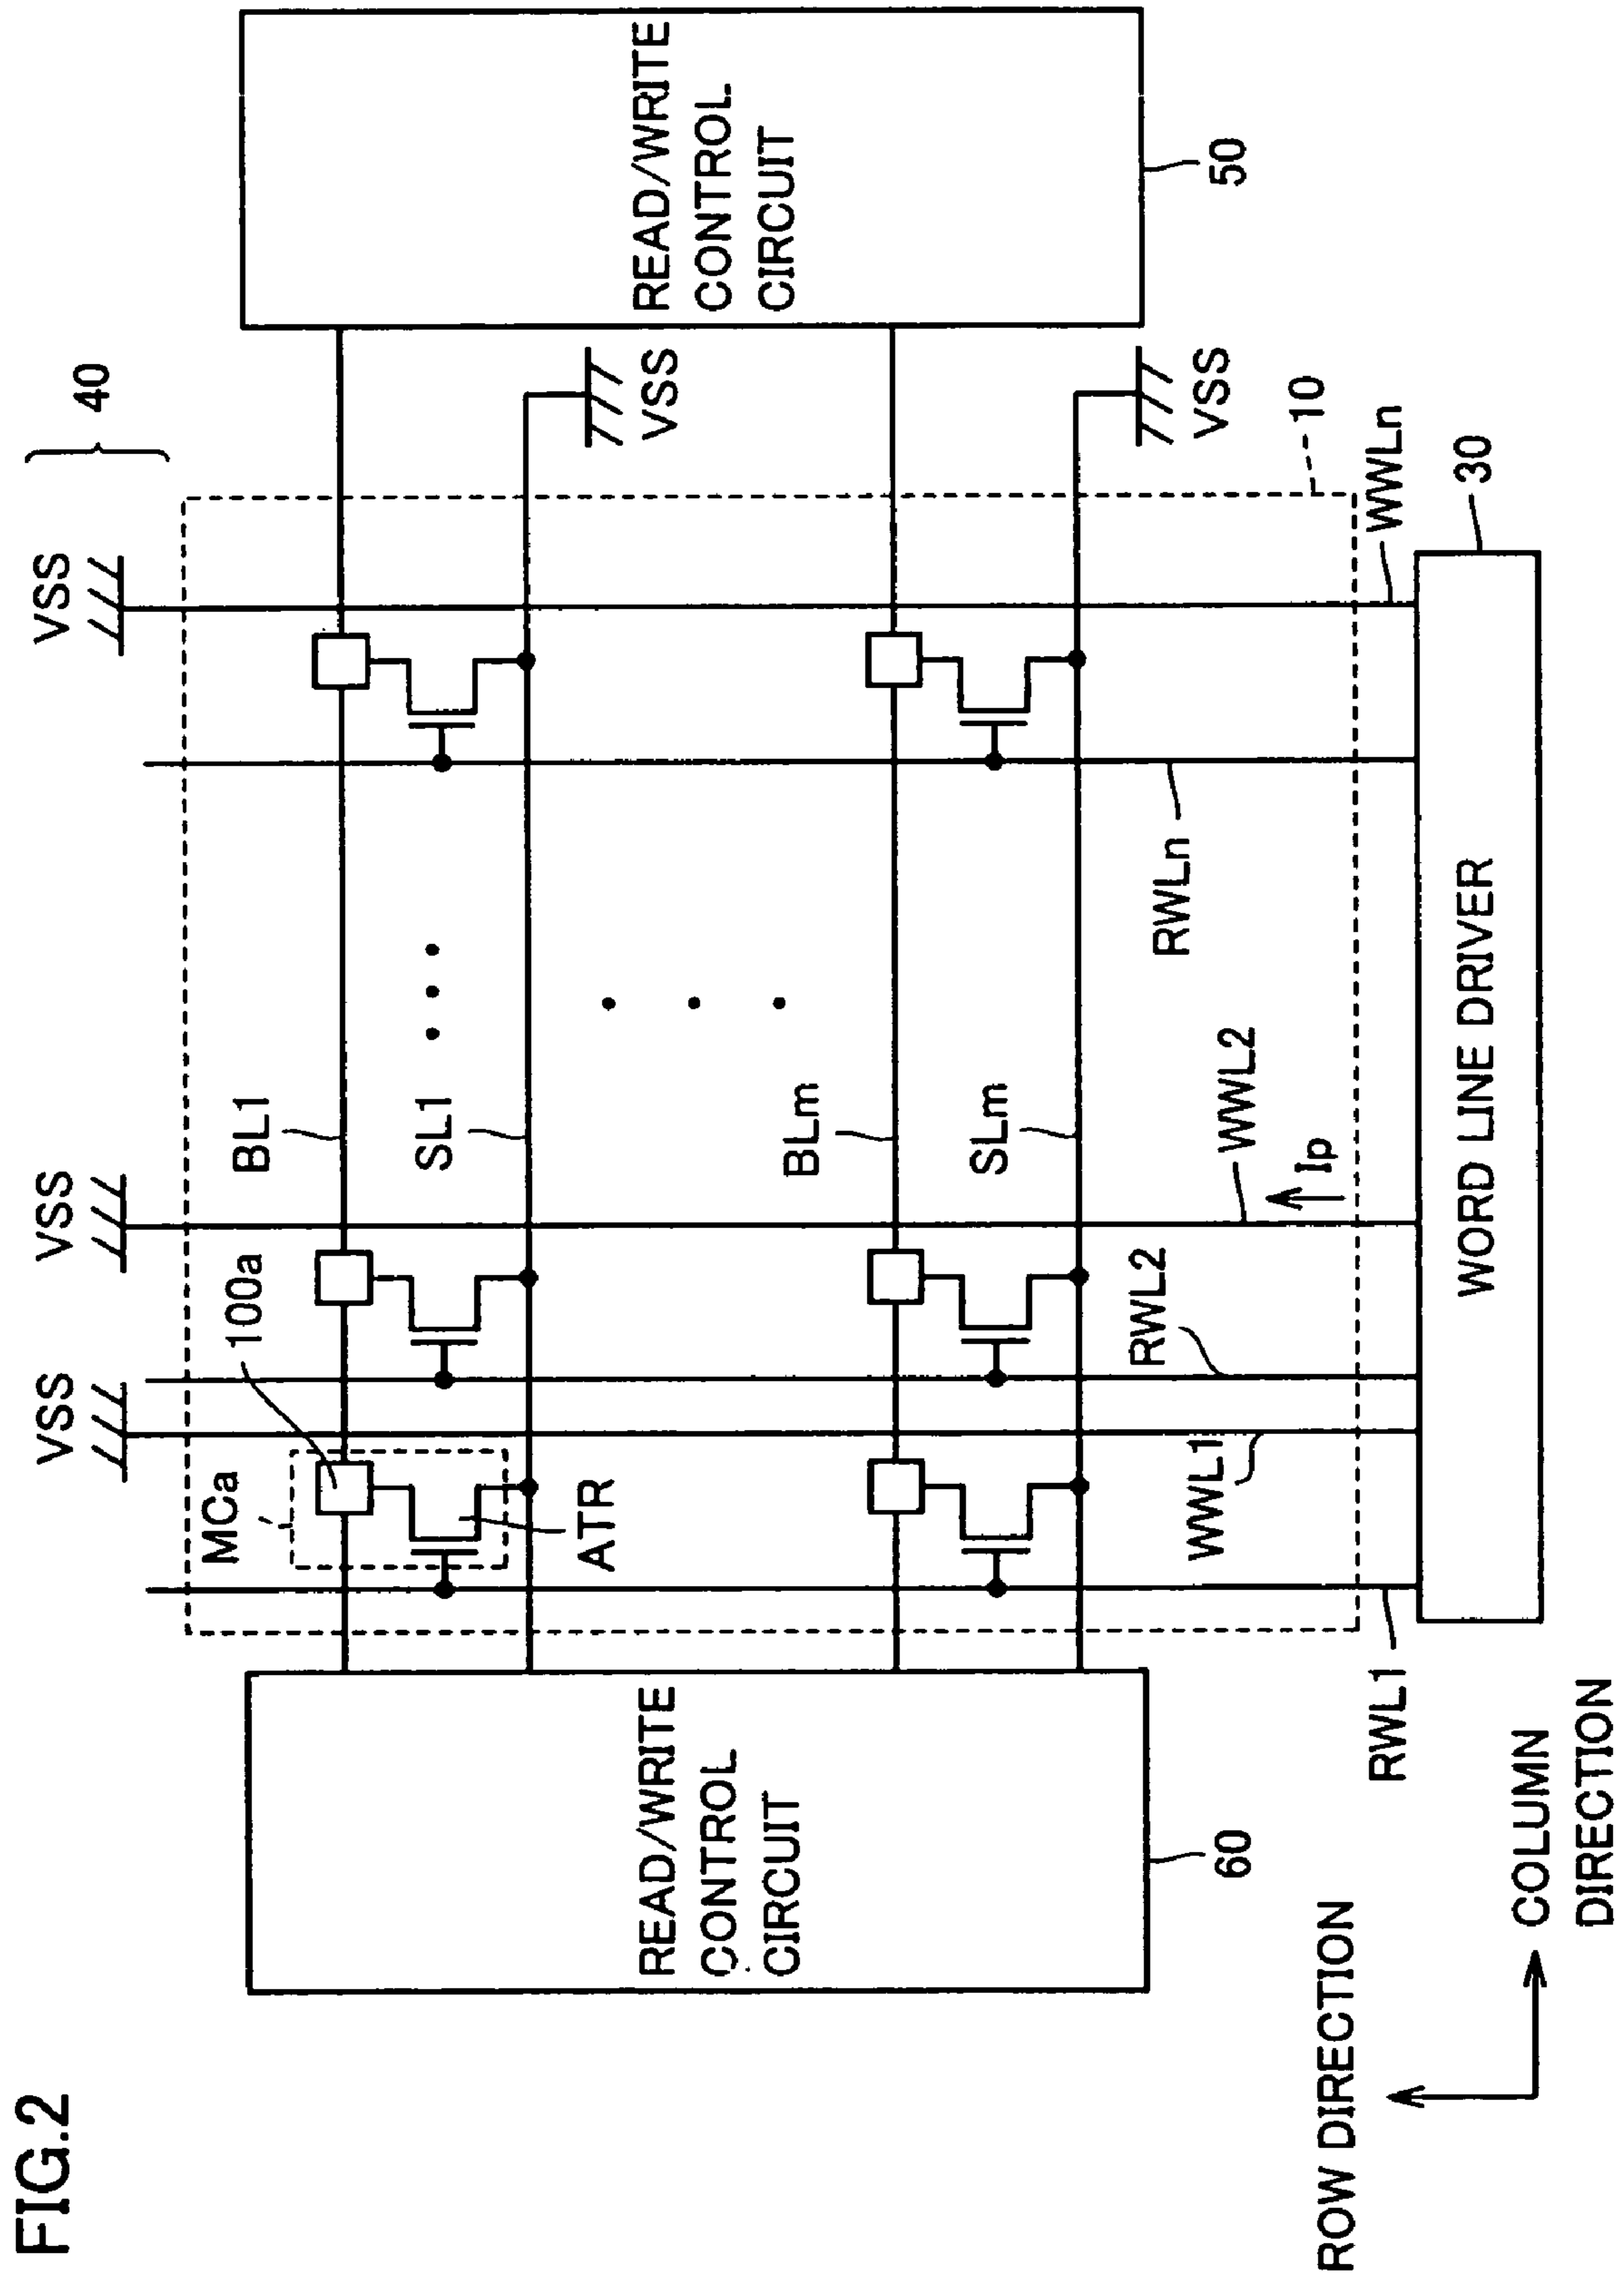 FIG.2
READ/WRITE
CONTROL
CIRCUIT
60
ROW DIRECTION
COLUMN
DIRECTION
MCa
100a
ATR
VSS
VSS
VSS
40
BL1
SL1
BLm
SLm
RWL1
WWL1
RWL2
WWL2
Ip
RWLn
WWLn
10
30
WORD LINE DRIVER
VSS
VSS
READ/WRITE
CONTROL
CIRCUIT
50